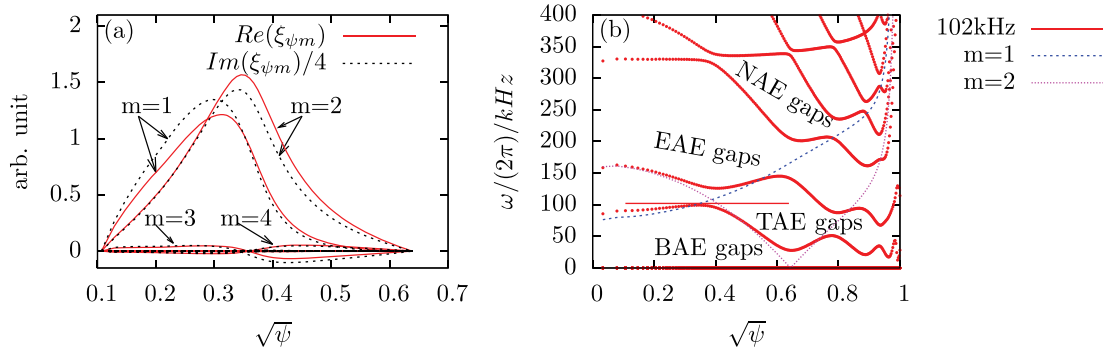 (a)
Re(ξψm)
Im(ξψm)/4
m=1
m=2
m=3
m=4
arb. unit
2
1.5
1
0.5
0
0.1 0.2 0.3 0.4 0.5 0.6 0.7
√ψ
(b)
NAE gaps
EAE gaps
TAE gaps
BAE gaps
ω/(2π)/kHz
400
350
300
250
200
150
100
50
0
0 0.2 0.4 0.6 0.8 1
√ψ
102kHz
m=1
m=2